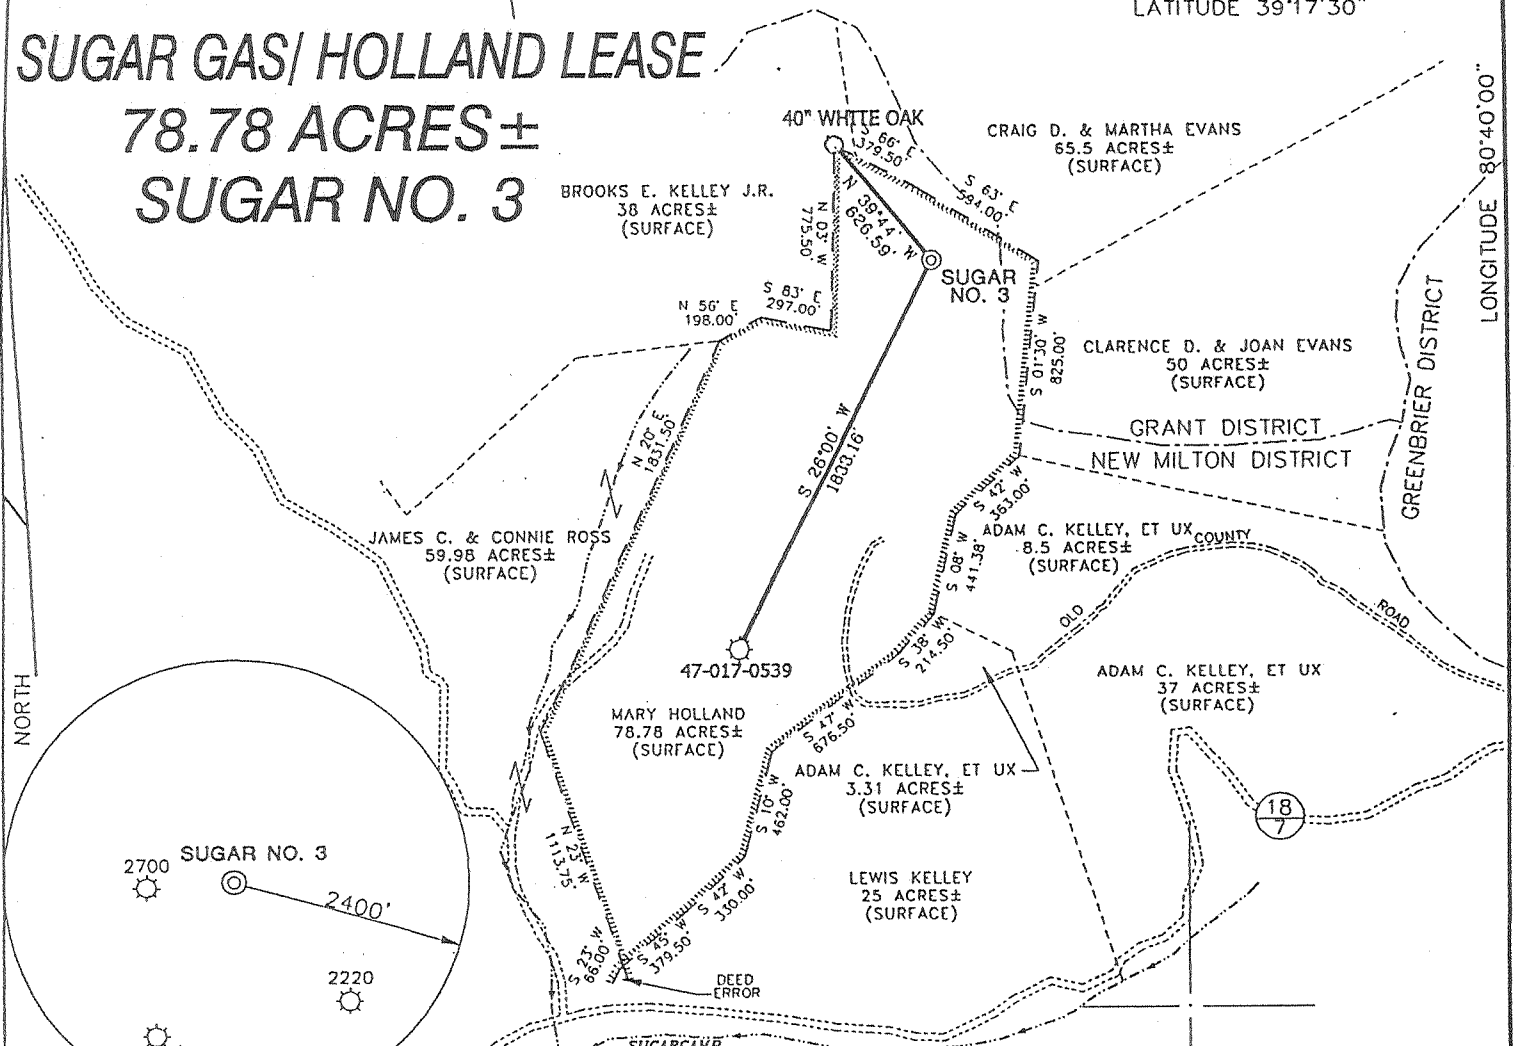 LATITUDE 39°17'30"
SUGAR GAS/ HOLLAND LEASE
78.78 ACRES ±
SUGAR NO. 3
LONGITUDE 80°40'00"
40" WHITE OAK
S 66° E
379.50'
CRAIG D. & MARTHA EVANS
65.5 ACRES±
(SURFACE)
S 63° E
594.00'
BROOKS E. KELLEY J.R.
38 ACRES±
(SURFACE)
N 03° W
775.50'
N 39°44' W
626.59'
SUGAR
NO. 3
S 83° E
297.00'
N 56° E
198.00'
S 01°30' W
825.00'
CLARENCE D. & JOAN EVANS
50 ACRES±
(SURFACE)
GREENBRIER DISTRICT
GRANT DISTRICT
NEW MILTON DISTRICT
N 20° E
1831.50'
S 26°00' W
1833.16'
S 42° W
363.00'
JAMES C. & CONNIE ROSS
59.98 ACRES±
(SURFACE)
ADAM C. KELLEY, ET UX
8.5 ACRES±
(SURFACE)
S 08° W
441.38'
OLD
COUNTY
ROAD
S 38° W
214.50'
47-017-0539
ADAM C. KELLEY, ET UX
37 ACRES±
(SURFACE)
NORTH
MARY HOLLAND
78.78 ACRES±
(SURFACE)
S 47° W
676.50'
ADAM C. KELLEY, ET UX
3.31 ACRES±
(SURFACE)
S 10° W
462.00'
18
7
N 23° W
1113.75'
SUGAR NO. 3
2700
2400'
2220
LEWIS KELLEY
25 ACRES±
(SURFACE)
S 42° W
330.00'
S 45° W
379.50'
S 23° W
66.00'
DEED
ERROR
SUGARCAMP